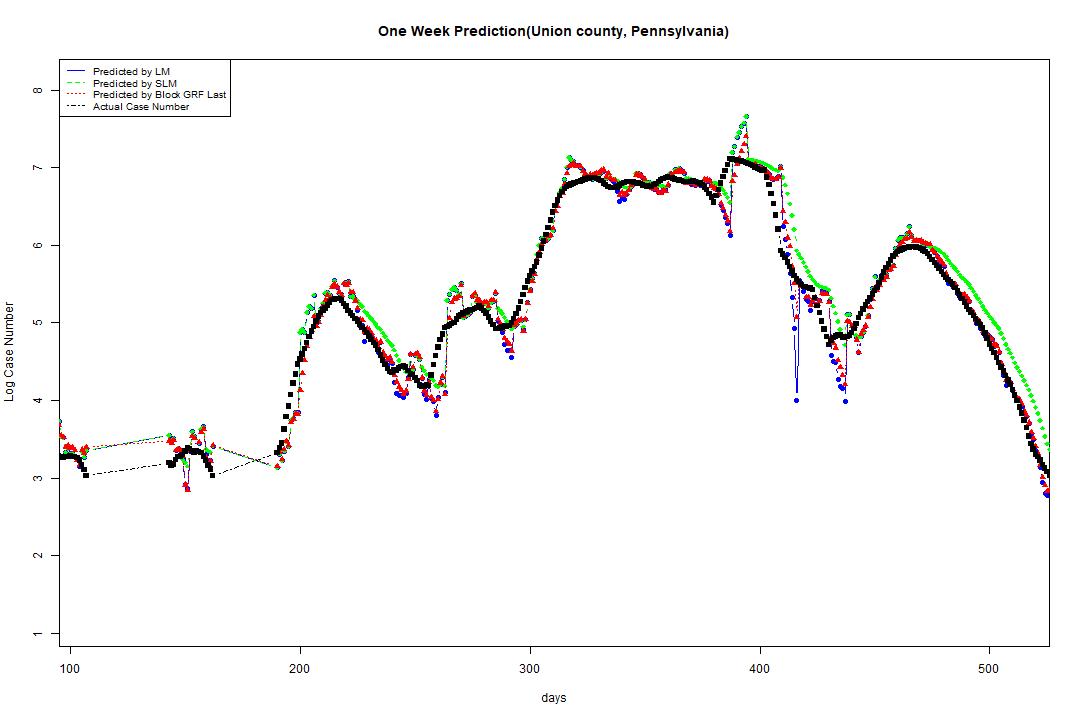 One Week Prediction(Union county, Pennsylvania)
Predicted by LM
Predicted by SLM
Predicted by Block GRF Last
Actual Case Number
8
7
6
5
4
3
2
1
Log Case Number
100 200 300 400 500
days